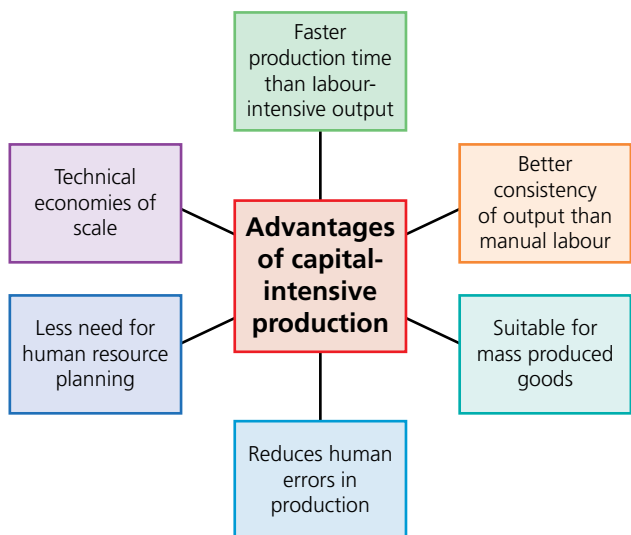 Faster
production time
than labour-
intensive output
Technical
economies of
scale
Better
consistency
of output than
manual labour
Advantages
of capital-
intensive
production
Less need for
human resource
planning
Suitable for
mass produced
goods
Reduces human
errors in
production